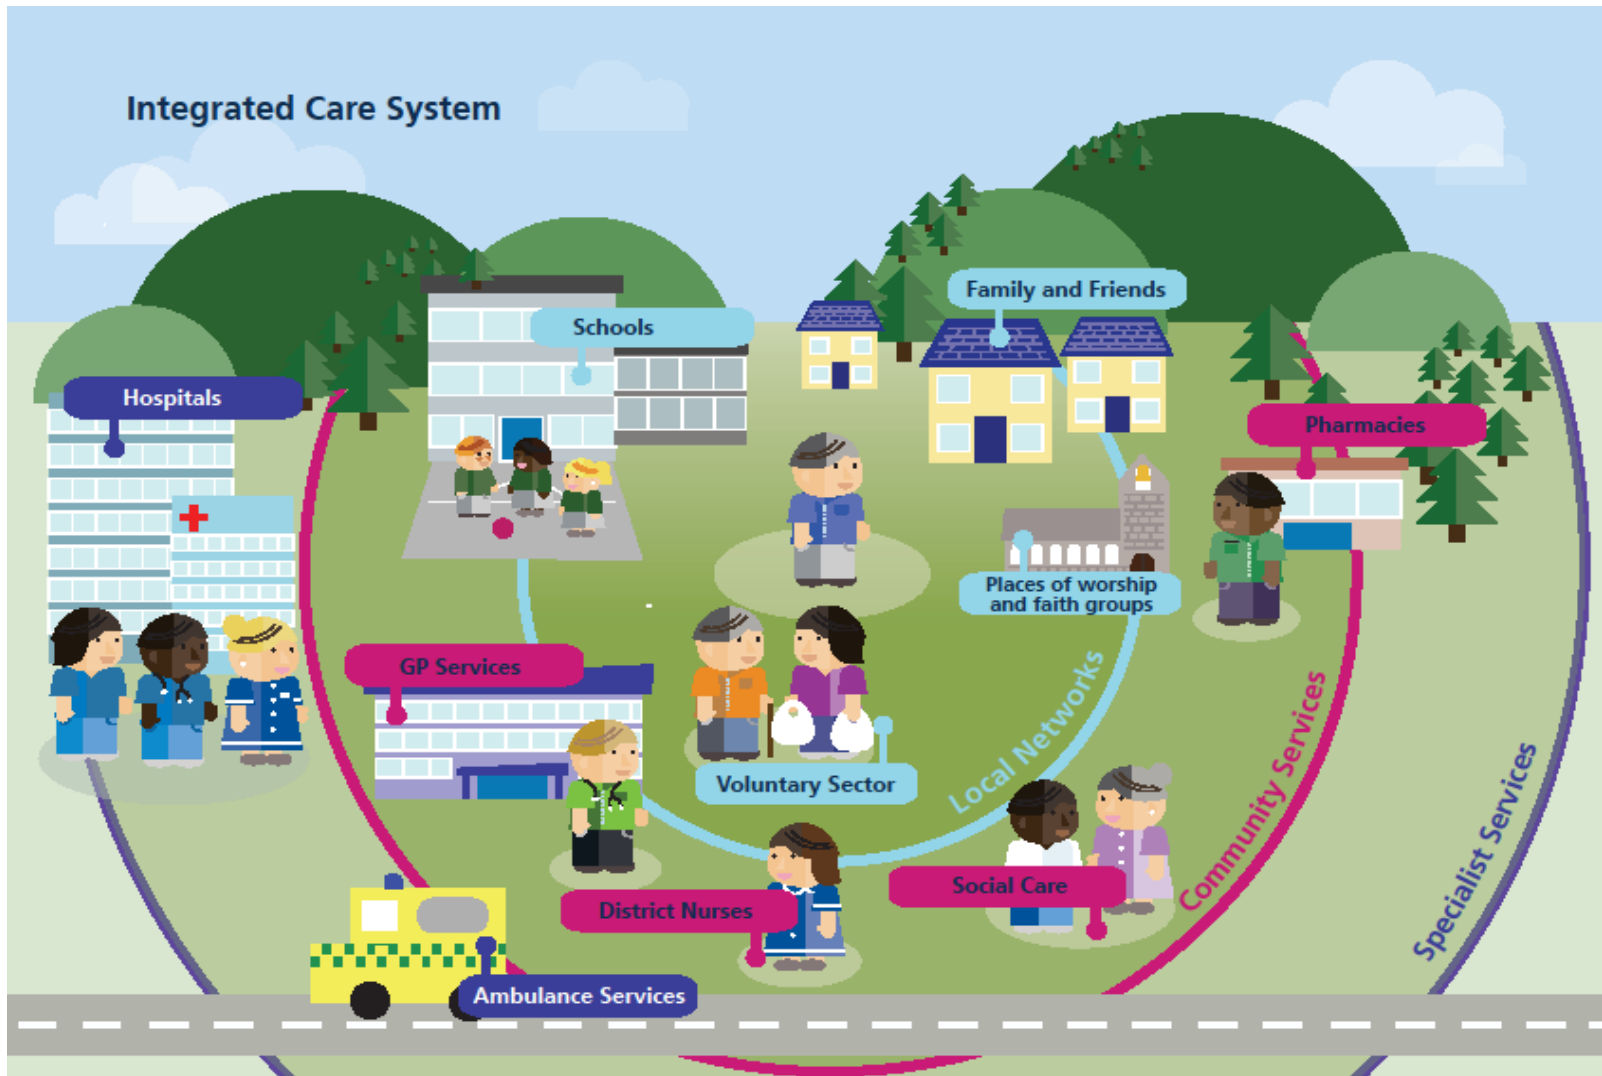 Integrated Care System
Family and Friends
Schools
Hospitals
Pharmacies
Places of worship
and faith groups
GP Services
Voluntary Sector
Local Networks
Community Services
Specialist Services
Social Care
District Nurses
Ambulance Services